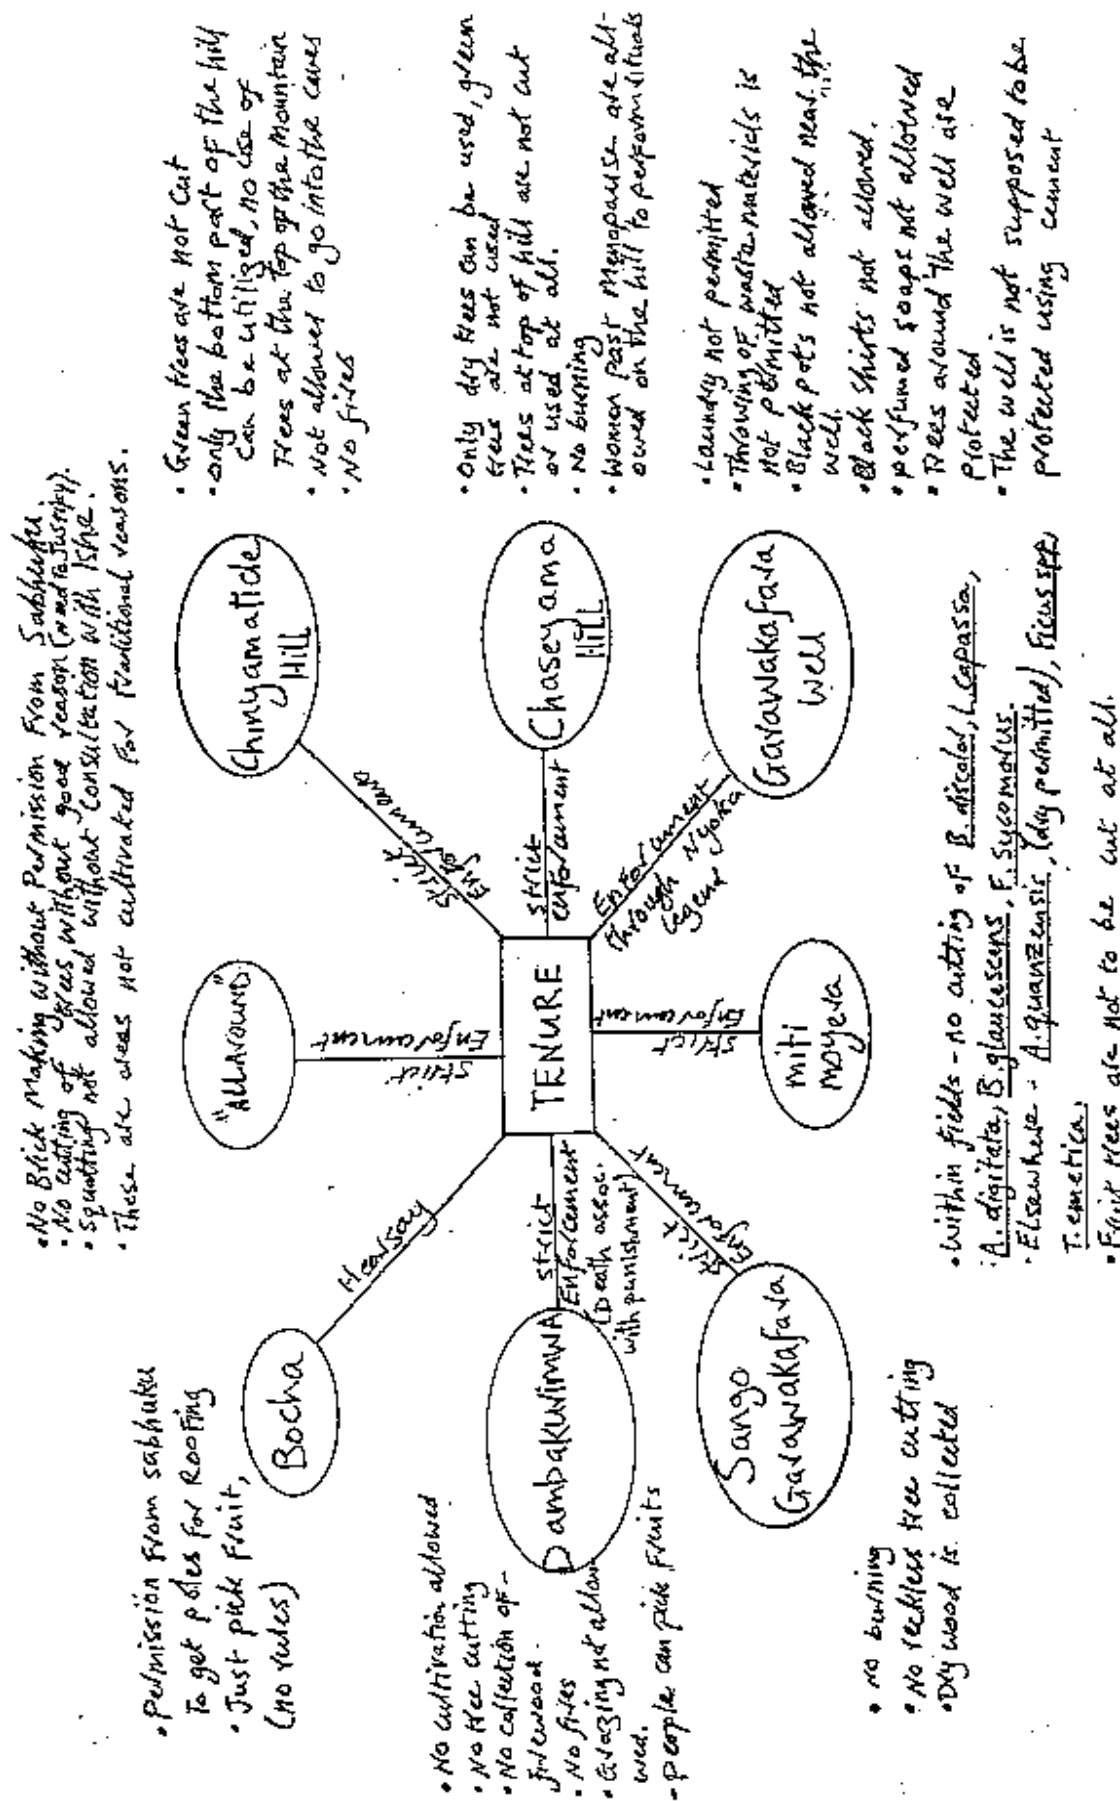 • No Brick Making without Permission From Sabhuku.
• No cutting of trees without good reason (need to justify).
• Squatting not allowed without Consultation with Ishe.
• These are areas not cultivated for traditional reasons.
• Permission From sabhuku
To get poles for Roofing
• Just pick fruit,
(no rules)
Bocha
Hearsay
"ALL AROUND"
Strict
Enforcement
Chinyamatide
Hill
Strict
Enforcement
• Green trees are not cut
• only the bottom part of the hill
can be utilized, no use of
Trees at the Top of the Mountain
• Not allowed to go into the caves
• No fires
• No cultivation allowed
• No tree cutting
• No collection of -
firewood.
• No fires
• Grazing not allo
wed.
• people can pick fruits
Dambakurimwa
strict
Enforcement
(Death assoc.
with punishment)
TENURE
strict
enforcement
Chaseyama
Hill
• Only dry trees can be used, green
trees are not used
• Trees at top of hill are not cut
or used at all.
• No burning
• Women past Menopause are all-
owed on the hill to perform rituals
• no burning
• No reckless tree cutting
• Dry wood is collected
Sango
Garawakafara
Strict
Enforcement
miti
moyera
Strict
Enforcement
Garawakafara
Well
Enforcement
through Nyoka
legend
• Laundry not permitted
• Throwing of waste materials is
not permitted
• Black pots not allowed near the
well.
• Black shirts not allowed.
• perfumed soaps not allowed
• Trees around the well are
protected
• The well is not supposed to be
protected using cement
• Within fields - no cutting of B. discolor, L. capassa,
A. digitata, B. glaucescens, F. sycomorus.
• Elsewhere - A. quanzensis, (dry permitted), Ficus spp,
T. emetica,
• Fruit trees are not to be cut at all.